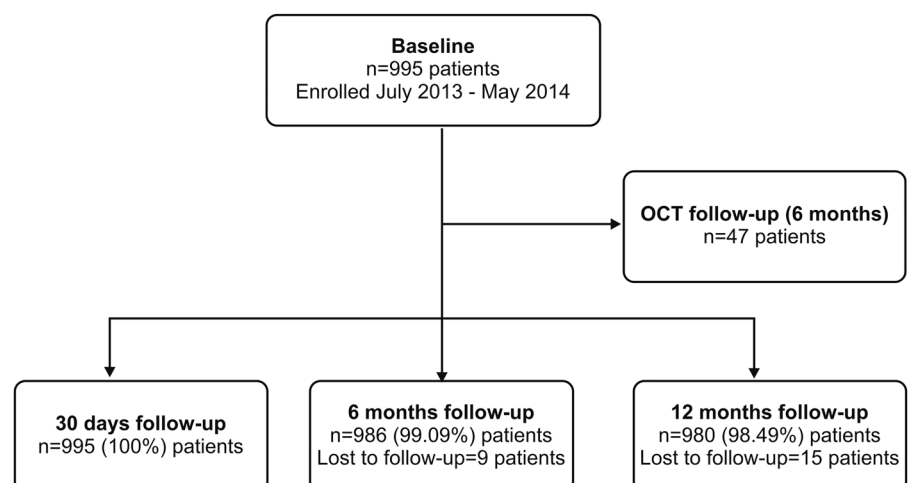 Baseline
n=995 patients
Enrolled July 2013 - May 2014
OCT follow-up (6 months)
n=47 patients
30 days follow-up
n=995 (100%) patients
6 months follow-up
n=986 (99.09%) patients
Lost to follow-up=9 patients
12 months follow-up
n=980 (98.49%) patients
Lost to follow-up=15 patients